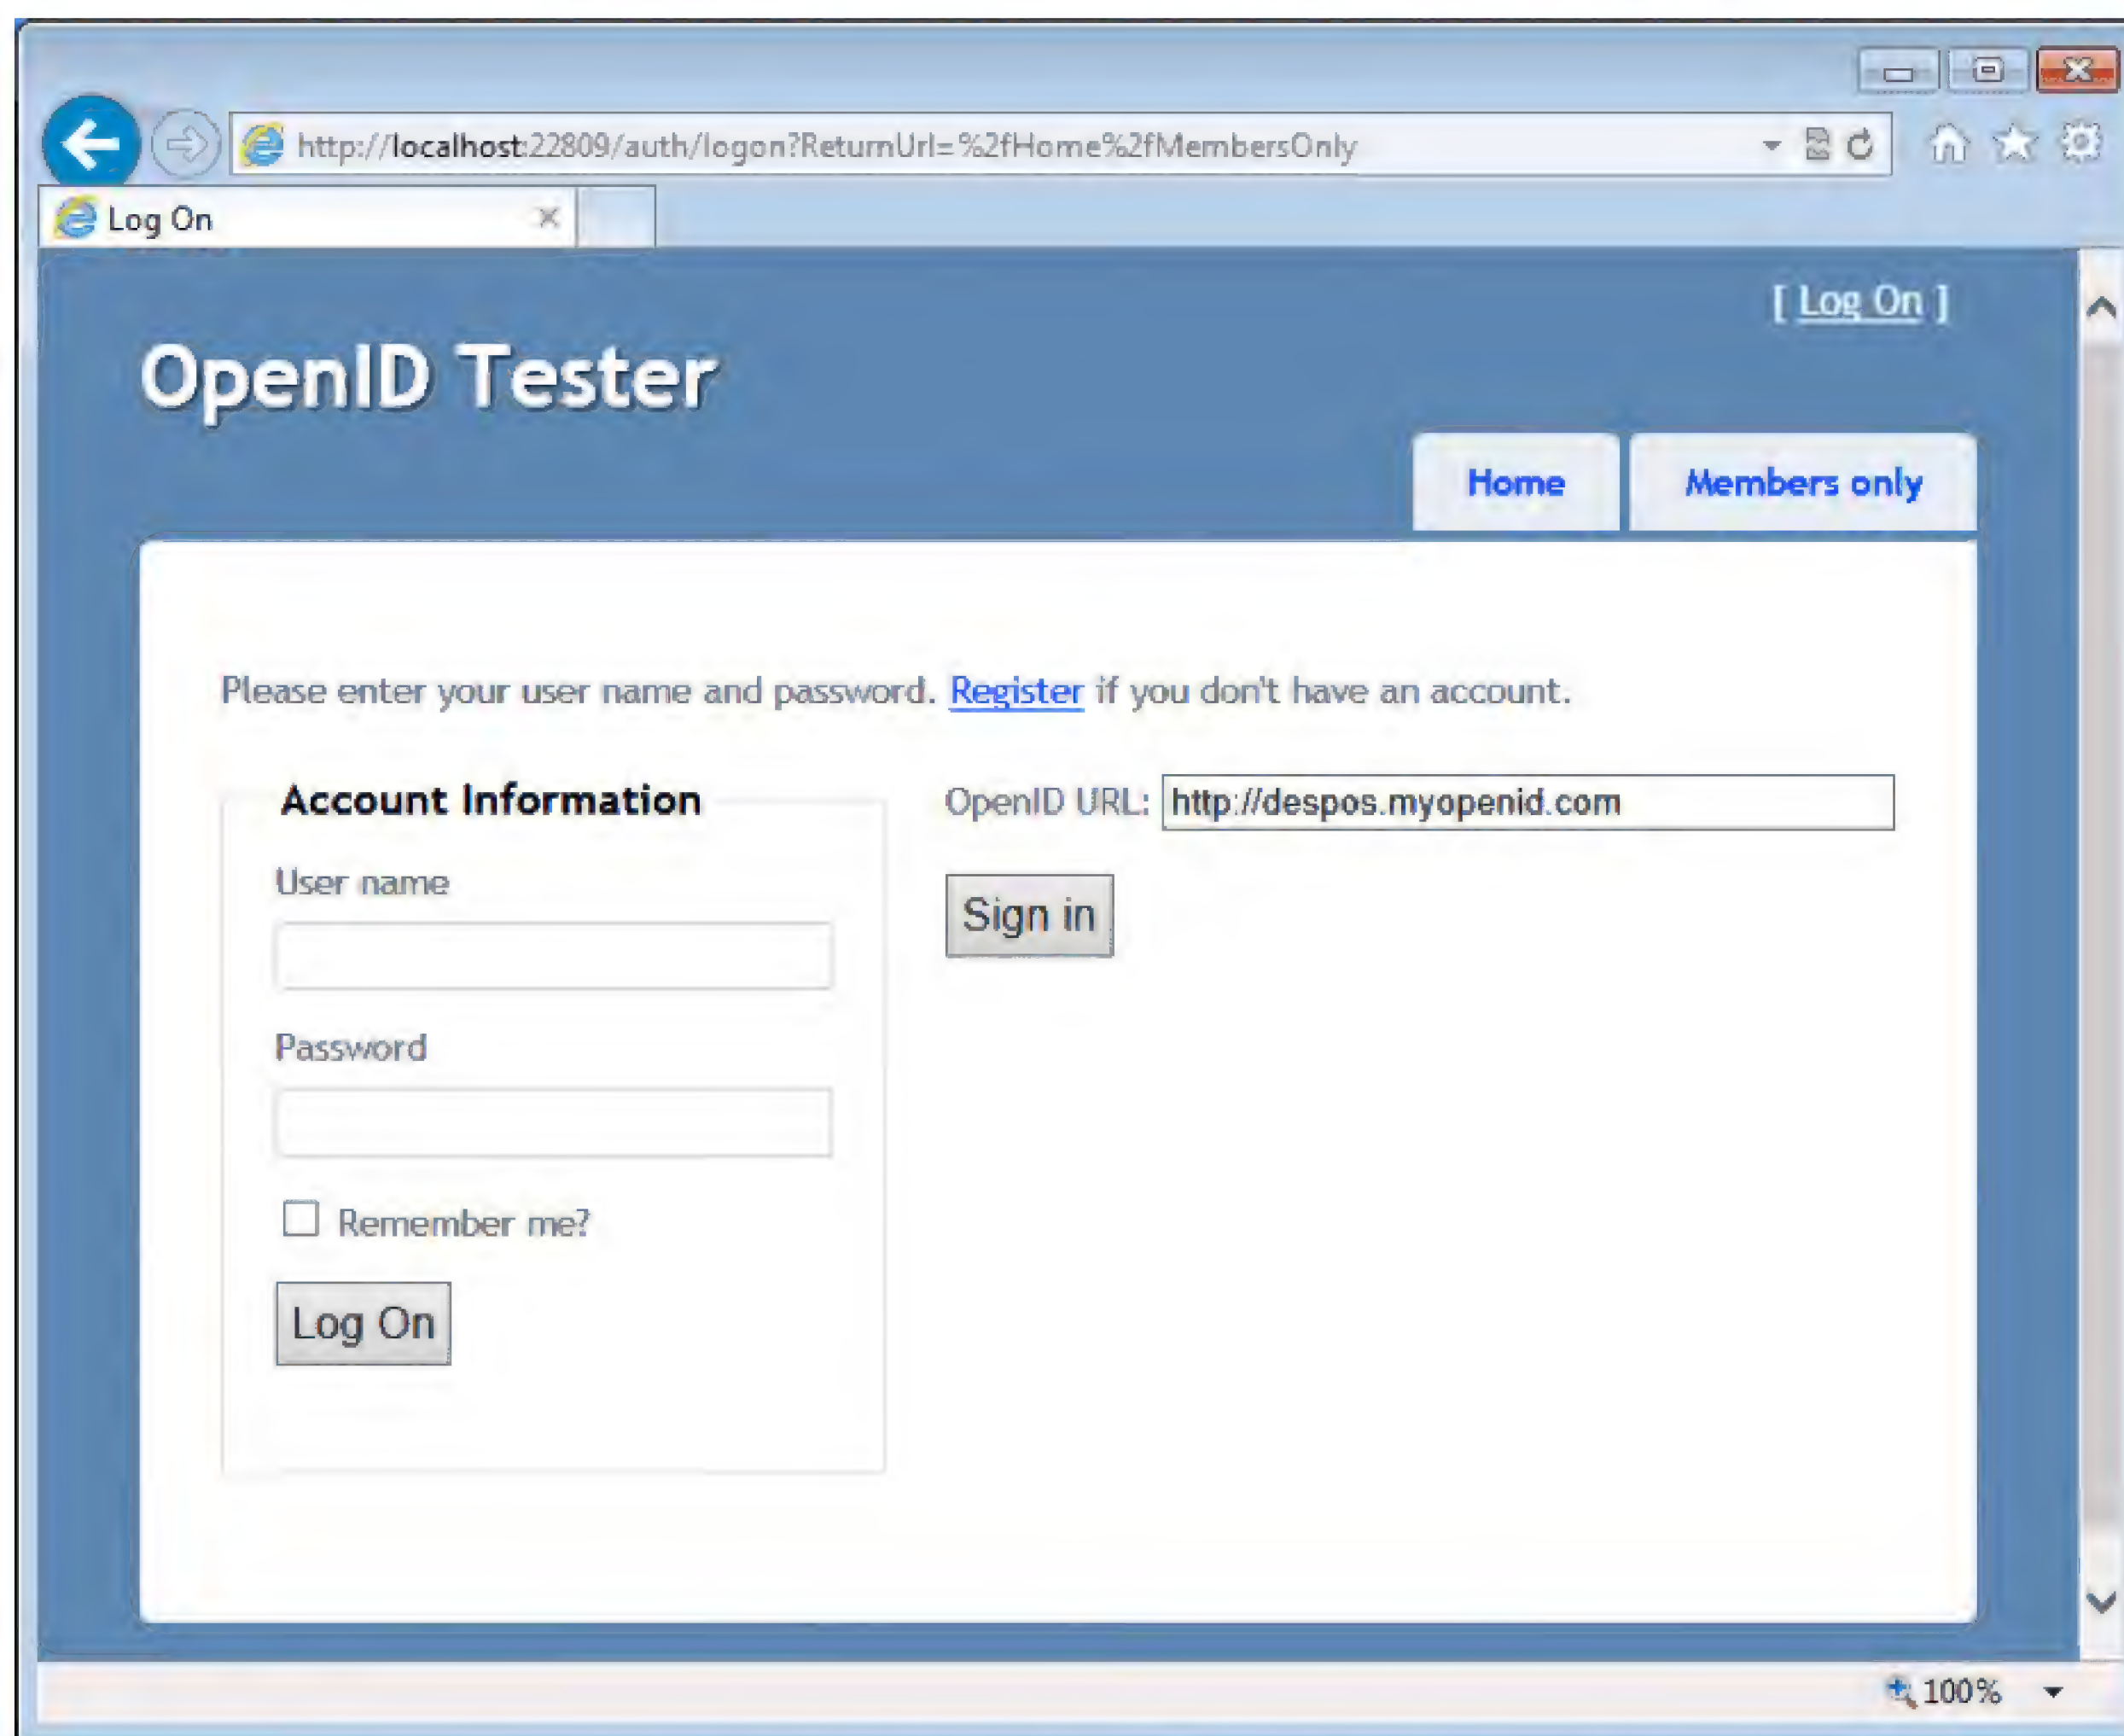 http://localhost:22809/auth/logon?ReturnUrl=%2fHome%2fMembersOnly
Log On
[ Log On ]
OpenID Tester
Home
Members only
Please enter your user name and password. Register if you don't have an account.
Account Information
OpenID URL: http://despos.myopenid.com
User name
Sign in
Password
Remember me?
Log On
100%